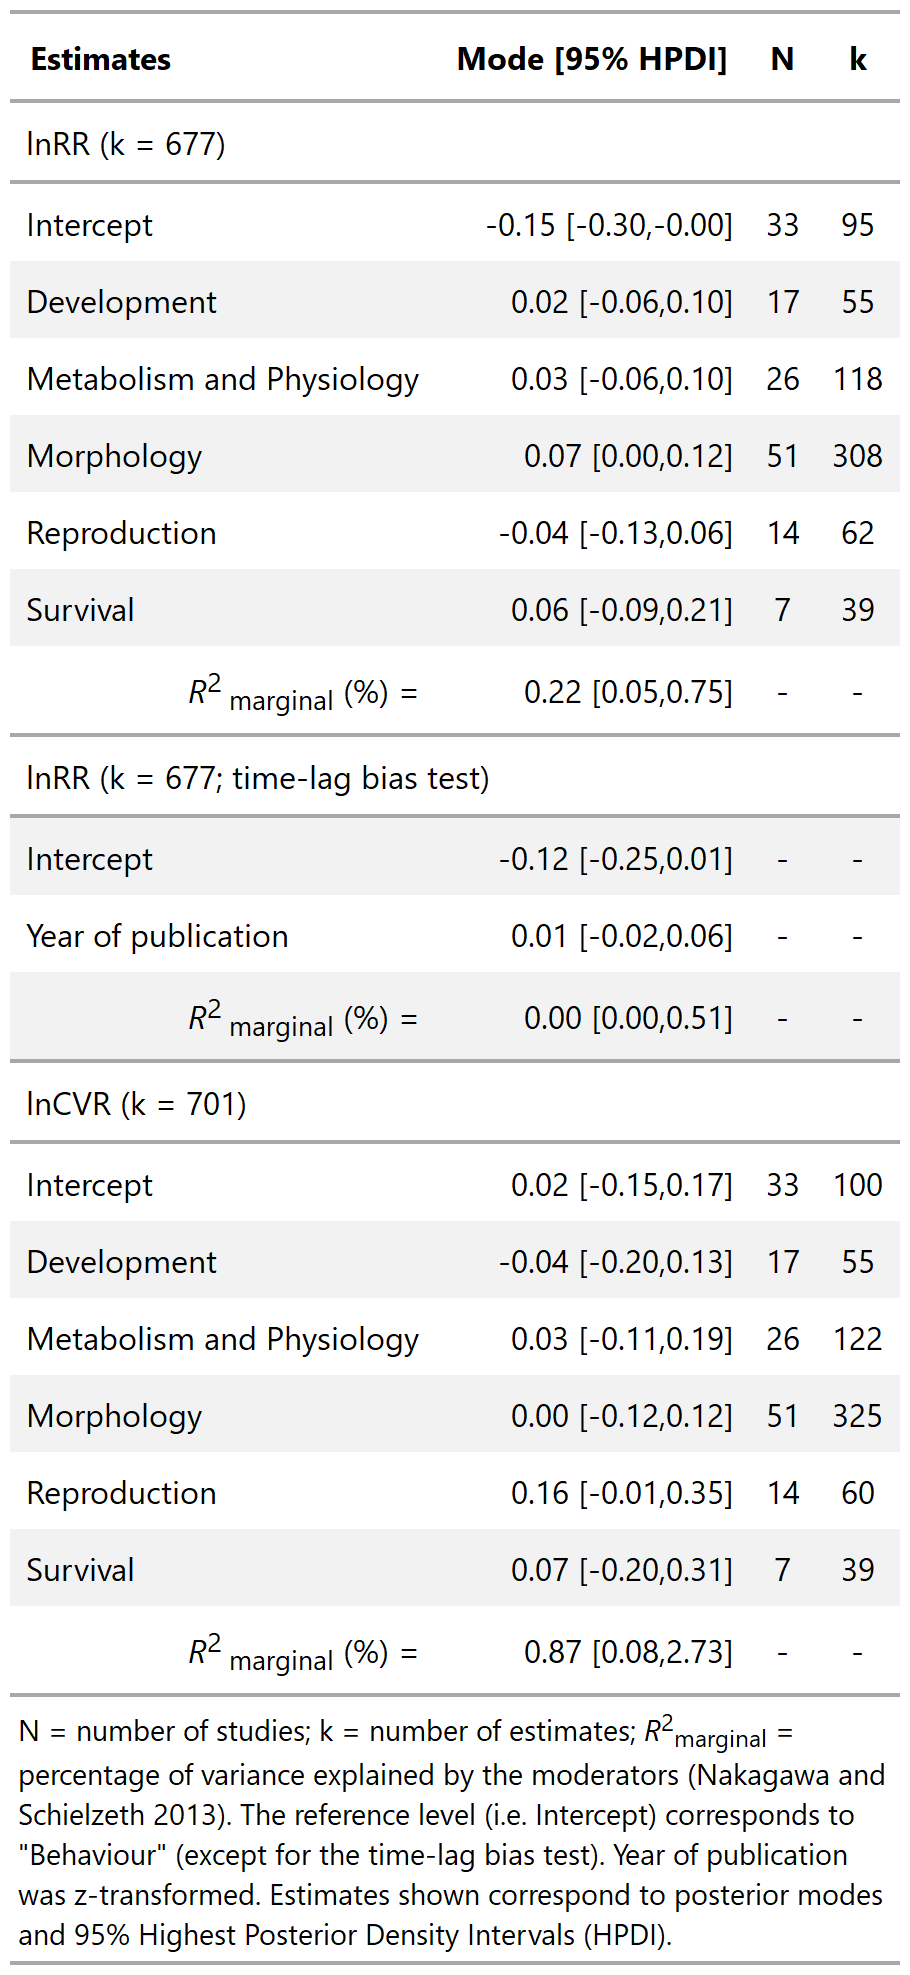 Estimates Mode [95% HPDI] N k
lnRR (k = 677)
Intercept -0.15 [-0.30,-0.00] 33 95
Development 0.02 [-0.06,0.10] 17 55
Metabolism and Physiology 0.03 [-0.06,0.10] 26 118
Morphology 0.07 [0.00,0.12] 51 308
Reproduction -0.04 [-0.13,0.06] 14 62
Survival 0.06 [-0.09,0.21] 7 39
R² marginal (%) = 0.22 [0.05,0.75] - -
lnRR (k = 677; time-lag bias test)
Intercept -0.12 [-0.25,0.01] - -
Year of publication 0.01 [-0.02,0.06] - -
R² marginal (%) = 0.00 [0.00,0.51] - -
lnCVR (k = 701)
Intercept 0.02 [-0.15,0.17] 33 100
Development -0.04 [-0.20,0.13] 17 55
Metabolism and Physiology 0.03 [-0.11,0.19] 26 122
Morphology 0.00 [-0.12,0.12] 51 325
Reproduction 0.16 [-0.01,0.35] 14 60
Survival 0.07 [-0.20,0.31] 7 39
R² marginal (%) = 0.87 [0.08,2.73] - -
N = number of studies; k = number of estimates; R² marginal =
percentage of variance explained by the moderators (Nakagawa and
Schielzeth 2013). The reference level (i.e. Intercept) corresponds to
"Behaviour" (except for the time-lag bias test). Year of publication
was z-transformed. Estimates shown correspond to posterior modes
and 95% Highest Posterior Density Intervals (HPDI).